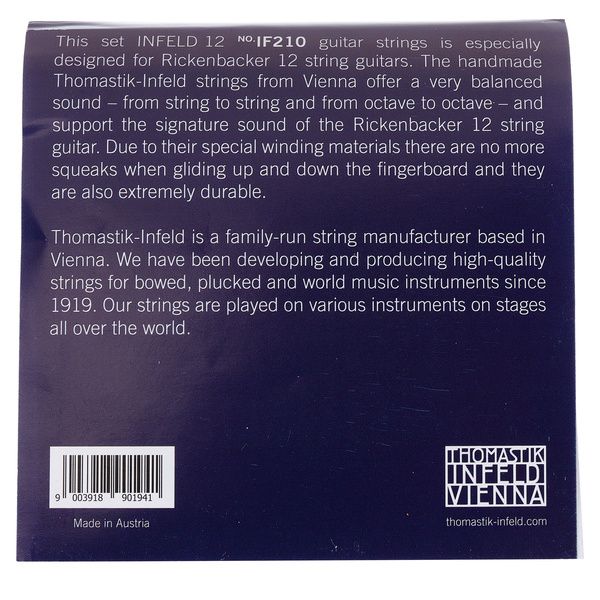 This set INFELD 12 NO.IF210 guitar strings is especially
designed for Rickenbacker 12 string guitars. The handmade
Thomastik-Infeld strings from Vienna offer a very balanced
sound – from string to string and from octave to octave – and
support the signature sound of the Rickenbacker 12 string
guitar. Due to their special winding materials there are no more
squeaks when gliding up and down the fingerboard and they
are also extremely durable.
Thomastik-Infeld is a family-run string manufacturer based in
Vienna. We have been developing and producing high-quality
strings for bowed, plucked and world music instruments since
1919. Our strings are played on various instruments on stages
all over the world.
9 003918 901941
Made in Austria
THOMASTIK
INFELD
VIENNA
thomastik-infeld.com